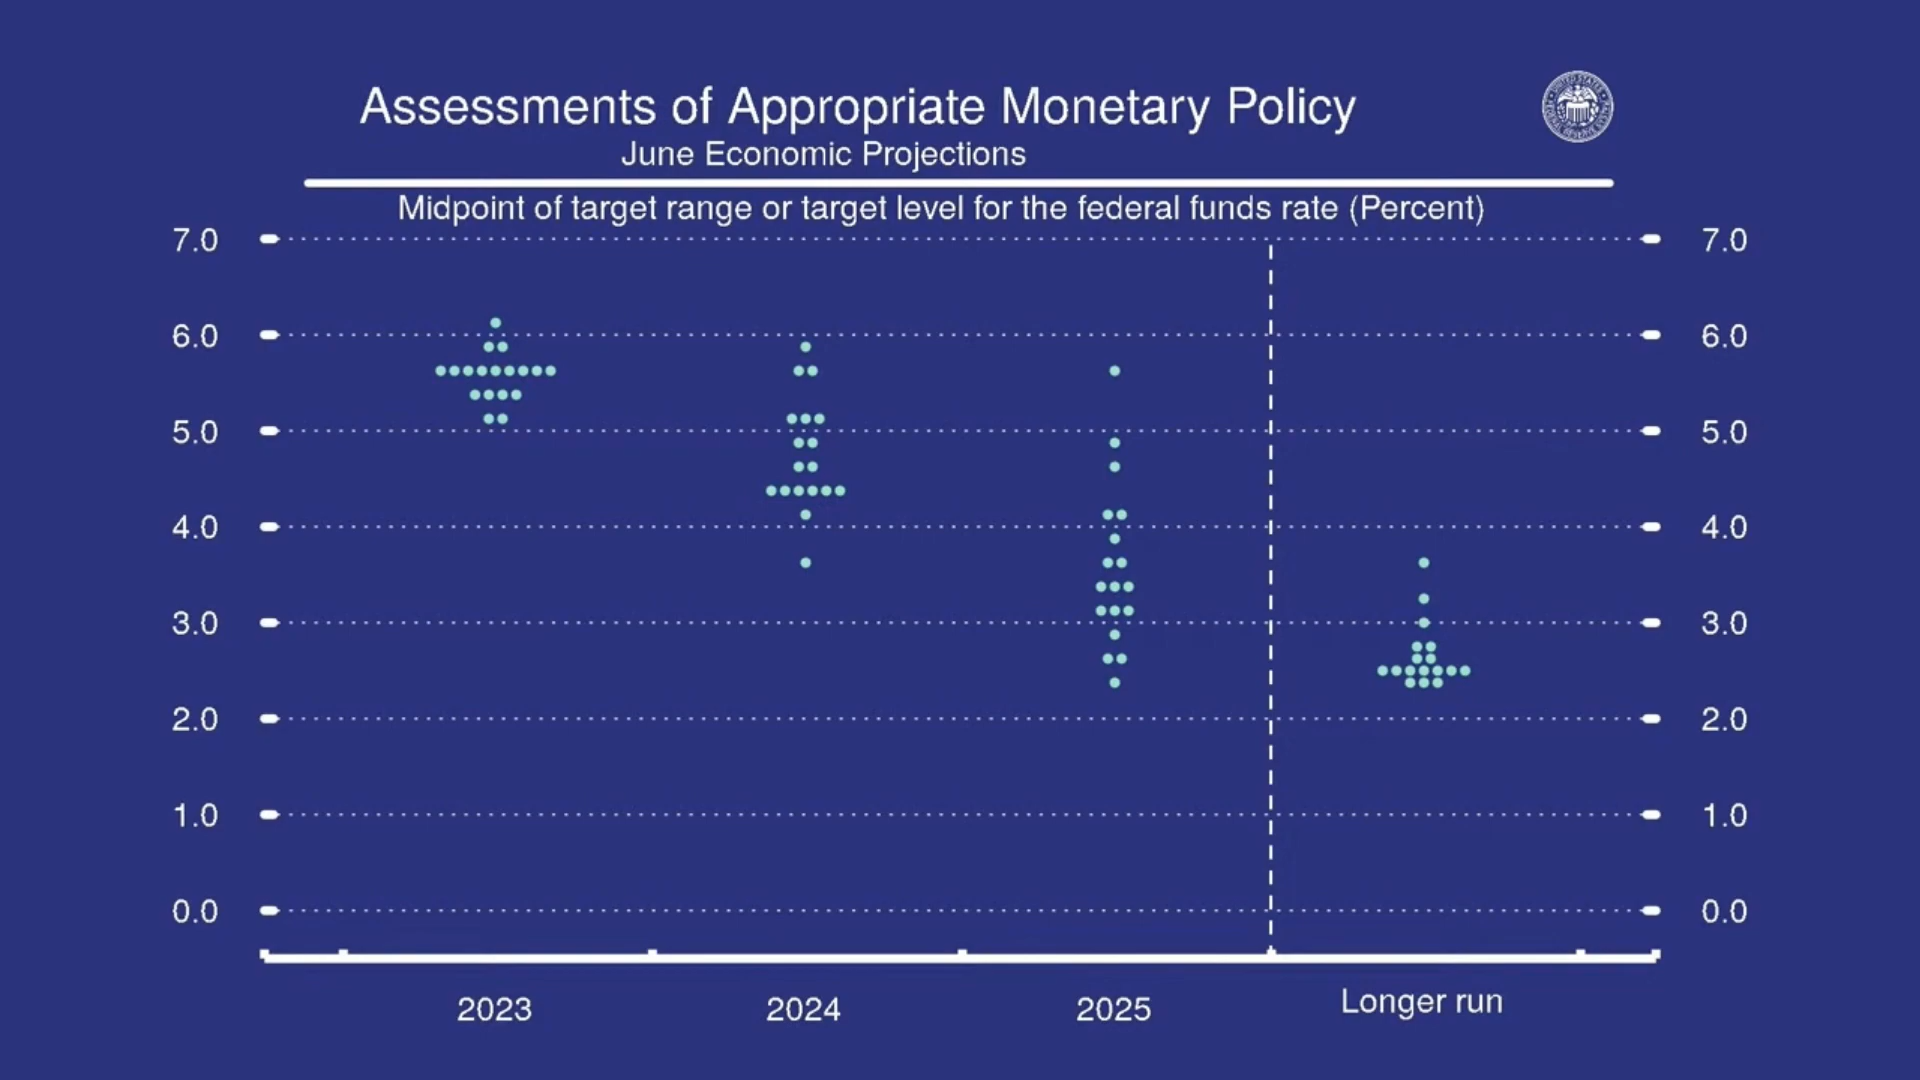 Assessments of Appropriate Monetary Policy
June Economic Projections
Midpoint of target range or target level for the federal funds rate (Percent)
7.0 7.0
6.0 6.0
5.0 5.0
4.0 4.0
3.0 3.0
2.0 2.0
1.0 1.0
0.0 0.0
2023 2024 2025 Longer run